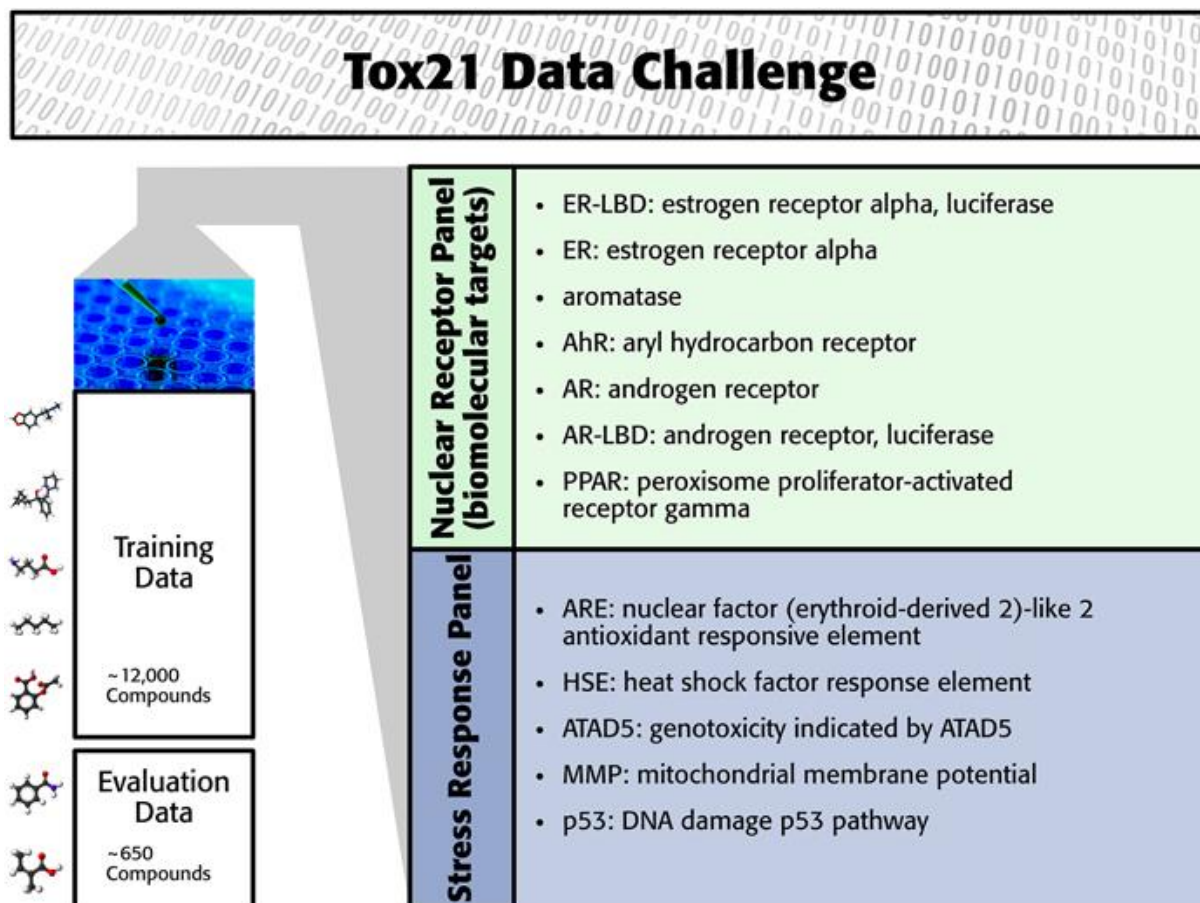 Tox21 Data Challenge
Nuclear Receptor Panel
(biomolecular targets)
• ER-LBD: estrogen receptor alpha, luciferase
• ER: estrogen receptor alpha
• aromatase
• AhR: aryl hydrocarbon receptor
• AR: androgen receptor
• AR-LBD: androgen receptor, luciferase
• PPAR: peroxisome proliferator-activated
receptor gamma
Stress Response Panel
• ARE: nuclear factor (erythroid-derived 2)-like 2
antioxidant responsive element
• HSE: heat shock factor response element
• ATAD5: genotoxicity indicated by ATAD5
• MMP: mitochondrial membrane potential
• p53: DNA damage p53 pathway
Training
Data
~12,000
Compounds
Evaluation
Data
~650
Compounds